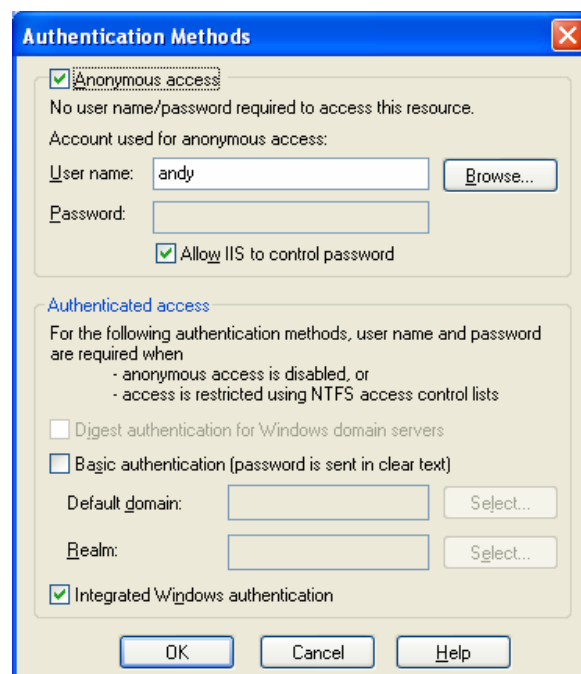 Authentication Methods
Anonymous access
No user name/password required to access this resource.
Account used for anonymous access:
User name: andy Browse...
Password:
Allow IIS to control password
Authenticated access
For the following authentication methods, user name and password
are required when
- anonymous access is disabled, or
- access is restricted using NTFS access control lists
Digest authentication for Windows domain servers
Basic authentication (password is sent in clear text)
Default domain: Select...
Realm: Select...
Integrated Windows authentication
OK Cancel Help